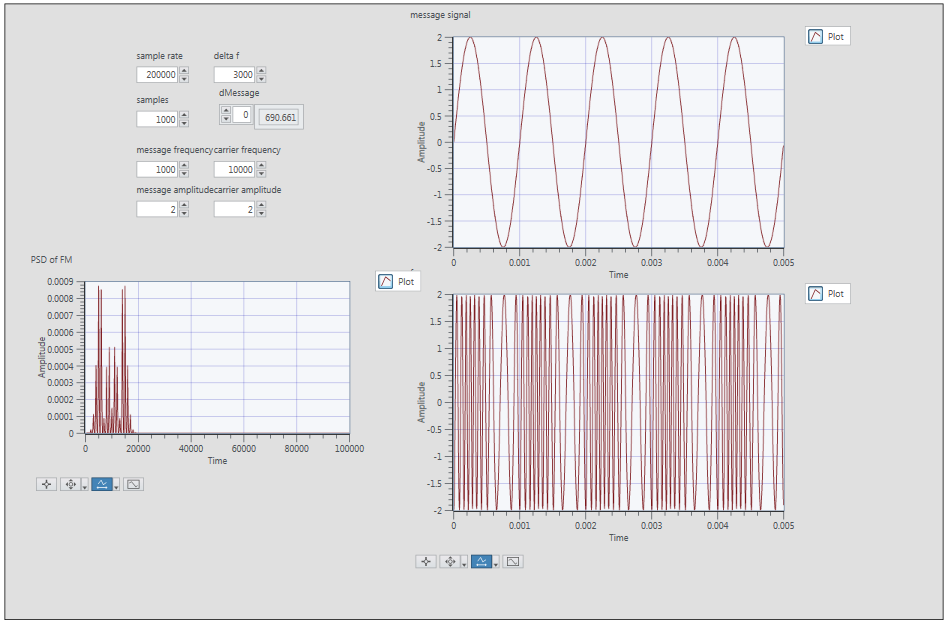 message signal
Plot
sample rate delta f
200000 3000
samples dMessage
1000 0 690.661
message frequency carrier frequency
1000 10000
message amplitude carrier amplitude
2 2
2
1.5
1
0.5
0
-0.5
-1
-1.5
-2
Amplitude
0 0.001 0.002 0.003 0.004 0.005
Time
PSD of FM
Plot
0.0009
0.0008
0.0007
0.0006
0.0005
0.0004
0.0003
0.0002
0.0001
0
Amplitude
0 20000 40000 60000 80000 100000
Time
Plot
2
1.5
1
0.5
0
-0.5
-1
-1.5
-2
Amplitude
0 0.001 0.002 0.003 0.004 0.005
Time